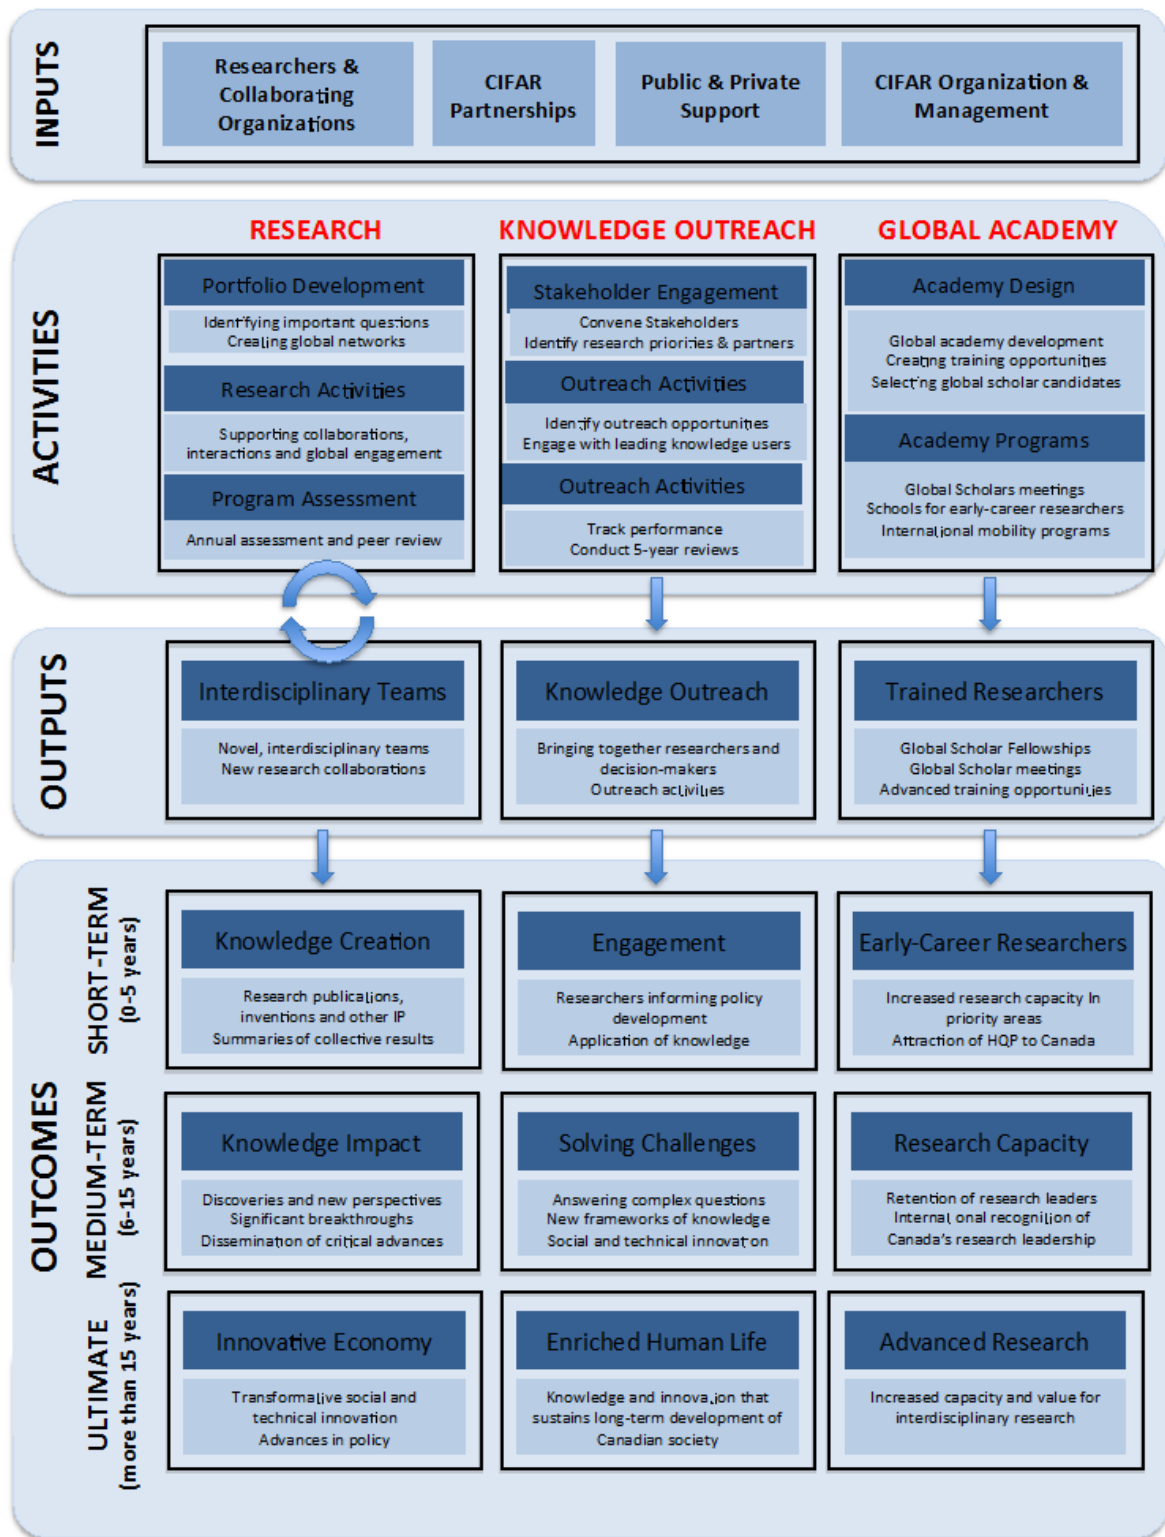 INPUTS
Researchers &
Collaborating
Organizations
CIFAR
Partnerships
Public & Private
Support
CIFAR Organization &
Management
ACTIVITIES
RESEARCH
Portfolio Development
Identifying important questions
Creating global networks
Research Activities
Supporting collaborations,
interactions and global engagement
Program Assessment
Annual assessment and peer review
KNOWLEDGE OUTREACH
Stakeholder Engagement
Convene Stakeholders
Identify research priorities & partners
Outreach Activities
Identify outreach opportunities
Engage with leading knowledge users
Outreach Activities
Track performance
Conduct 5-year reviews
GLOBAL ACADEMY
Academy Design
Global academy development
Creating training opportunities
Selecting global scholar candidates
Academy Programs
Global Scholars meetings
Schools for early-career researchers
International mobility programs
OUTPUTS
Interdisciplinary Teams
Novel, interdisciplinary teams
New research collaborations
Knowledge Outreach
Bringing together researchers and
decision-makers
Outreach activities
Trained Researchers
Global Scholar Fellowships
Global Scholar meetings
Advanced training opportunities
OUTCOMES
SHORT-TERM
(0-5 years)
Knowledge Creation
Research publications,
inventions and other IP
Summaries of collective results
Engagement
Researchers informing policy
development
Application of knowledge
Early-Career Researchers
Increased research capacity In
priority areas
Attraction of HQP to Canada
MEDIUM-TERM
(6-15 years)
Knowledge Impact
Discoveries and new perspectives
Significant breakthroughs
Dissemination of critical advances
Solving Challenges
Answering complex questions
New frameworks of knowledge
Social and technical innovation
Research Capacity
Retention of research leaders
International recognition of
Canada's research leadership
ULTIMATE
(more than 15 years)
Innovative Economy
Transformative social and
technical innovation
Advances in policy
Enriched Human Life
Knowledge and innovation that
sustains long-term development of
Canadian society
Advanced Research
Increased capacity and value for
interdisciplinary research